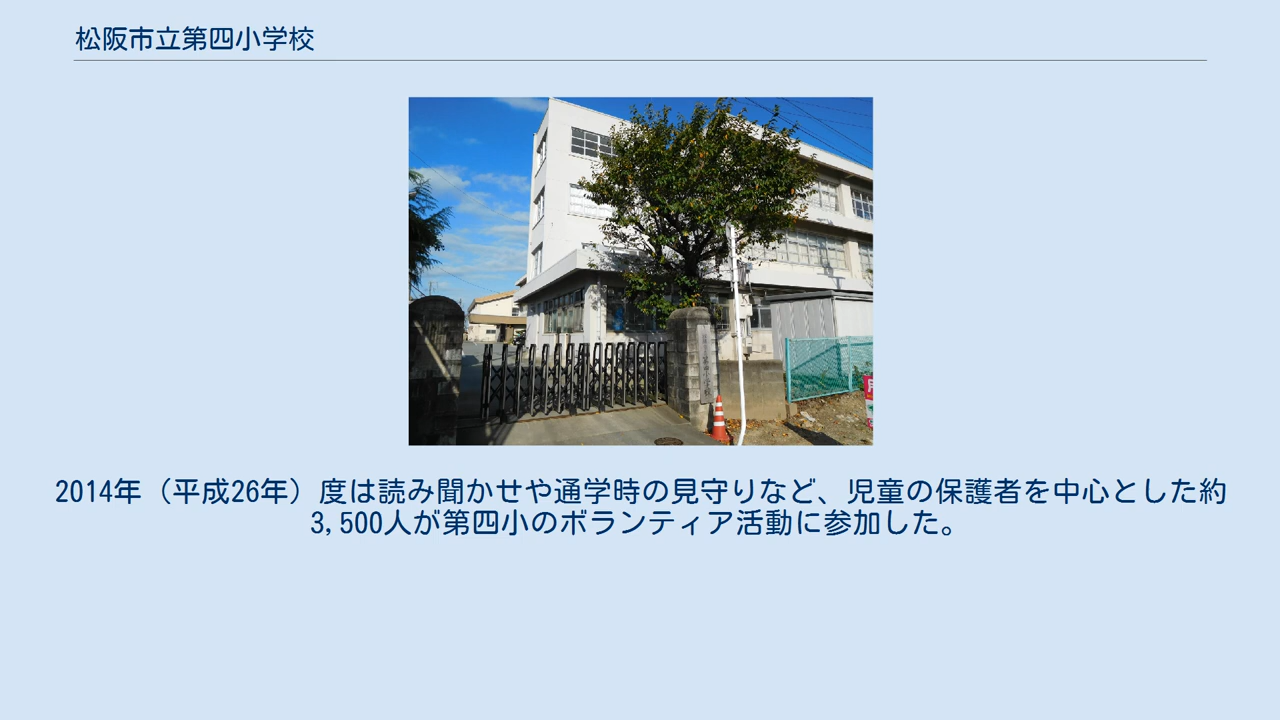 松阪市立第四小学校
2014年（平成26年）度は読み聞かせや通学時の見守りなど、児童の保護者を中心とした約
3,500人が第四小のボランティア活動に参加した。